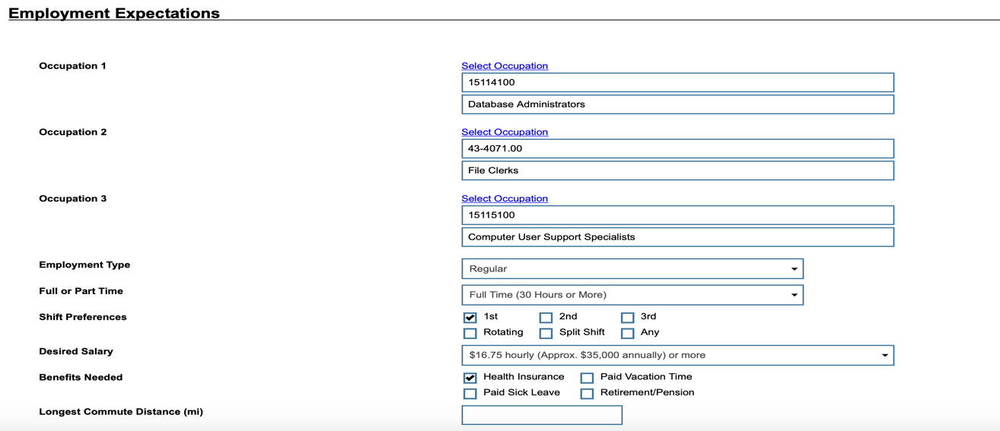 Employment Expectations
Occupation 1
Select Occupation
15114100
Database Administrators
Occupation 2
Select Occupation
43-4071.00
File Clerks
Occupation 3
Select Occupation
15115100
Computer User Support Specialists
Employment Type
Regular
Full or Part Time
Full Time (30 Hours or More)
Shift Preferences
1st 2nd 3rd
Rotating Split Shift Any
Desired Salary
$16.75 hourly (Approx. $35,000 annually) or more
Benefits Needed
Health Insurance Paid Vacation Time
Paid Sick Leave Retirement/Pension
Longest Commute Distance (mi)